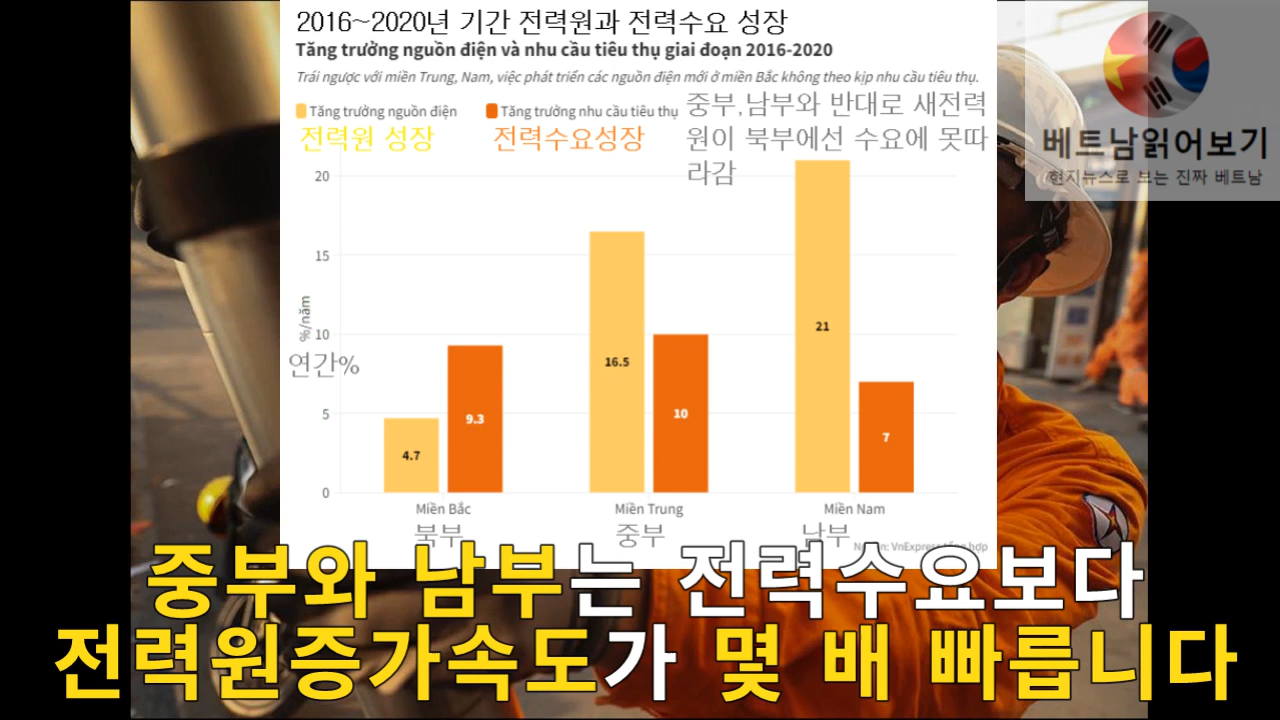 2016~2020년 기간 전력원과 전력수요 성장
Tăng trưởng nguồn điện và nhu cầu tiêu thụ giai đoạn 2016-2020
Trái ngược với miền Trung, Nam, việc phát triển các nguồn điện mới ở miền Bắc không theo kịp nhu cầu tiêu thụ.
Tăng trưởng nguồn điện
Tăng trưởng nhu cầu tiêu thụ
전력원 성장
전력수요성장
중부,남부와 반대로 새전력
원이 북부에선 수요에 못따
라감
베트남읽어보기
@현지뉴스로 보는 진짜 베트남
20
15
10
5
0
%/năm
연간%
4.7
9.3
16.5
10
21
7
Miền Bắc
Miền Trung
Miền Nam
북부
중부
남부
VnExpress tổng hợp
중부와 남부는 전력수요보다
전력원증가속도가 몇 배 빠릅니다